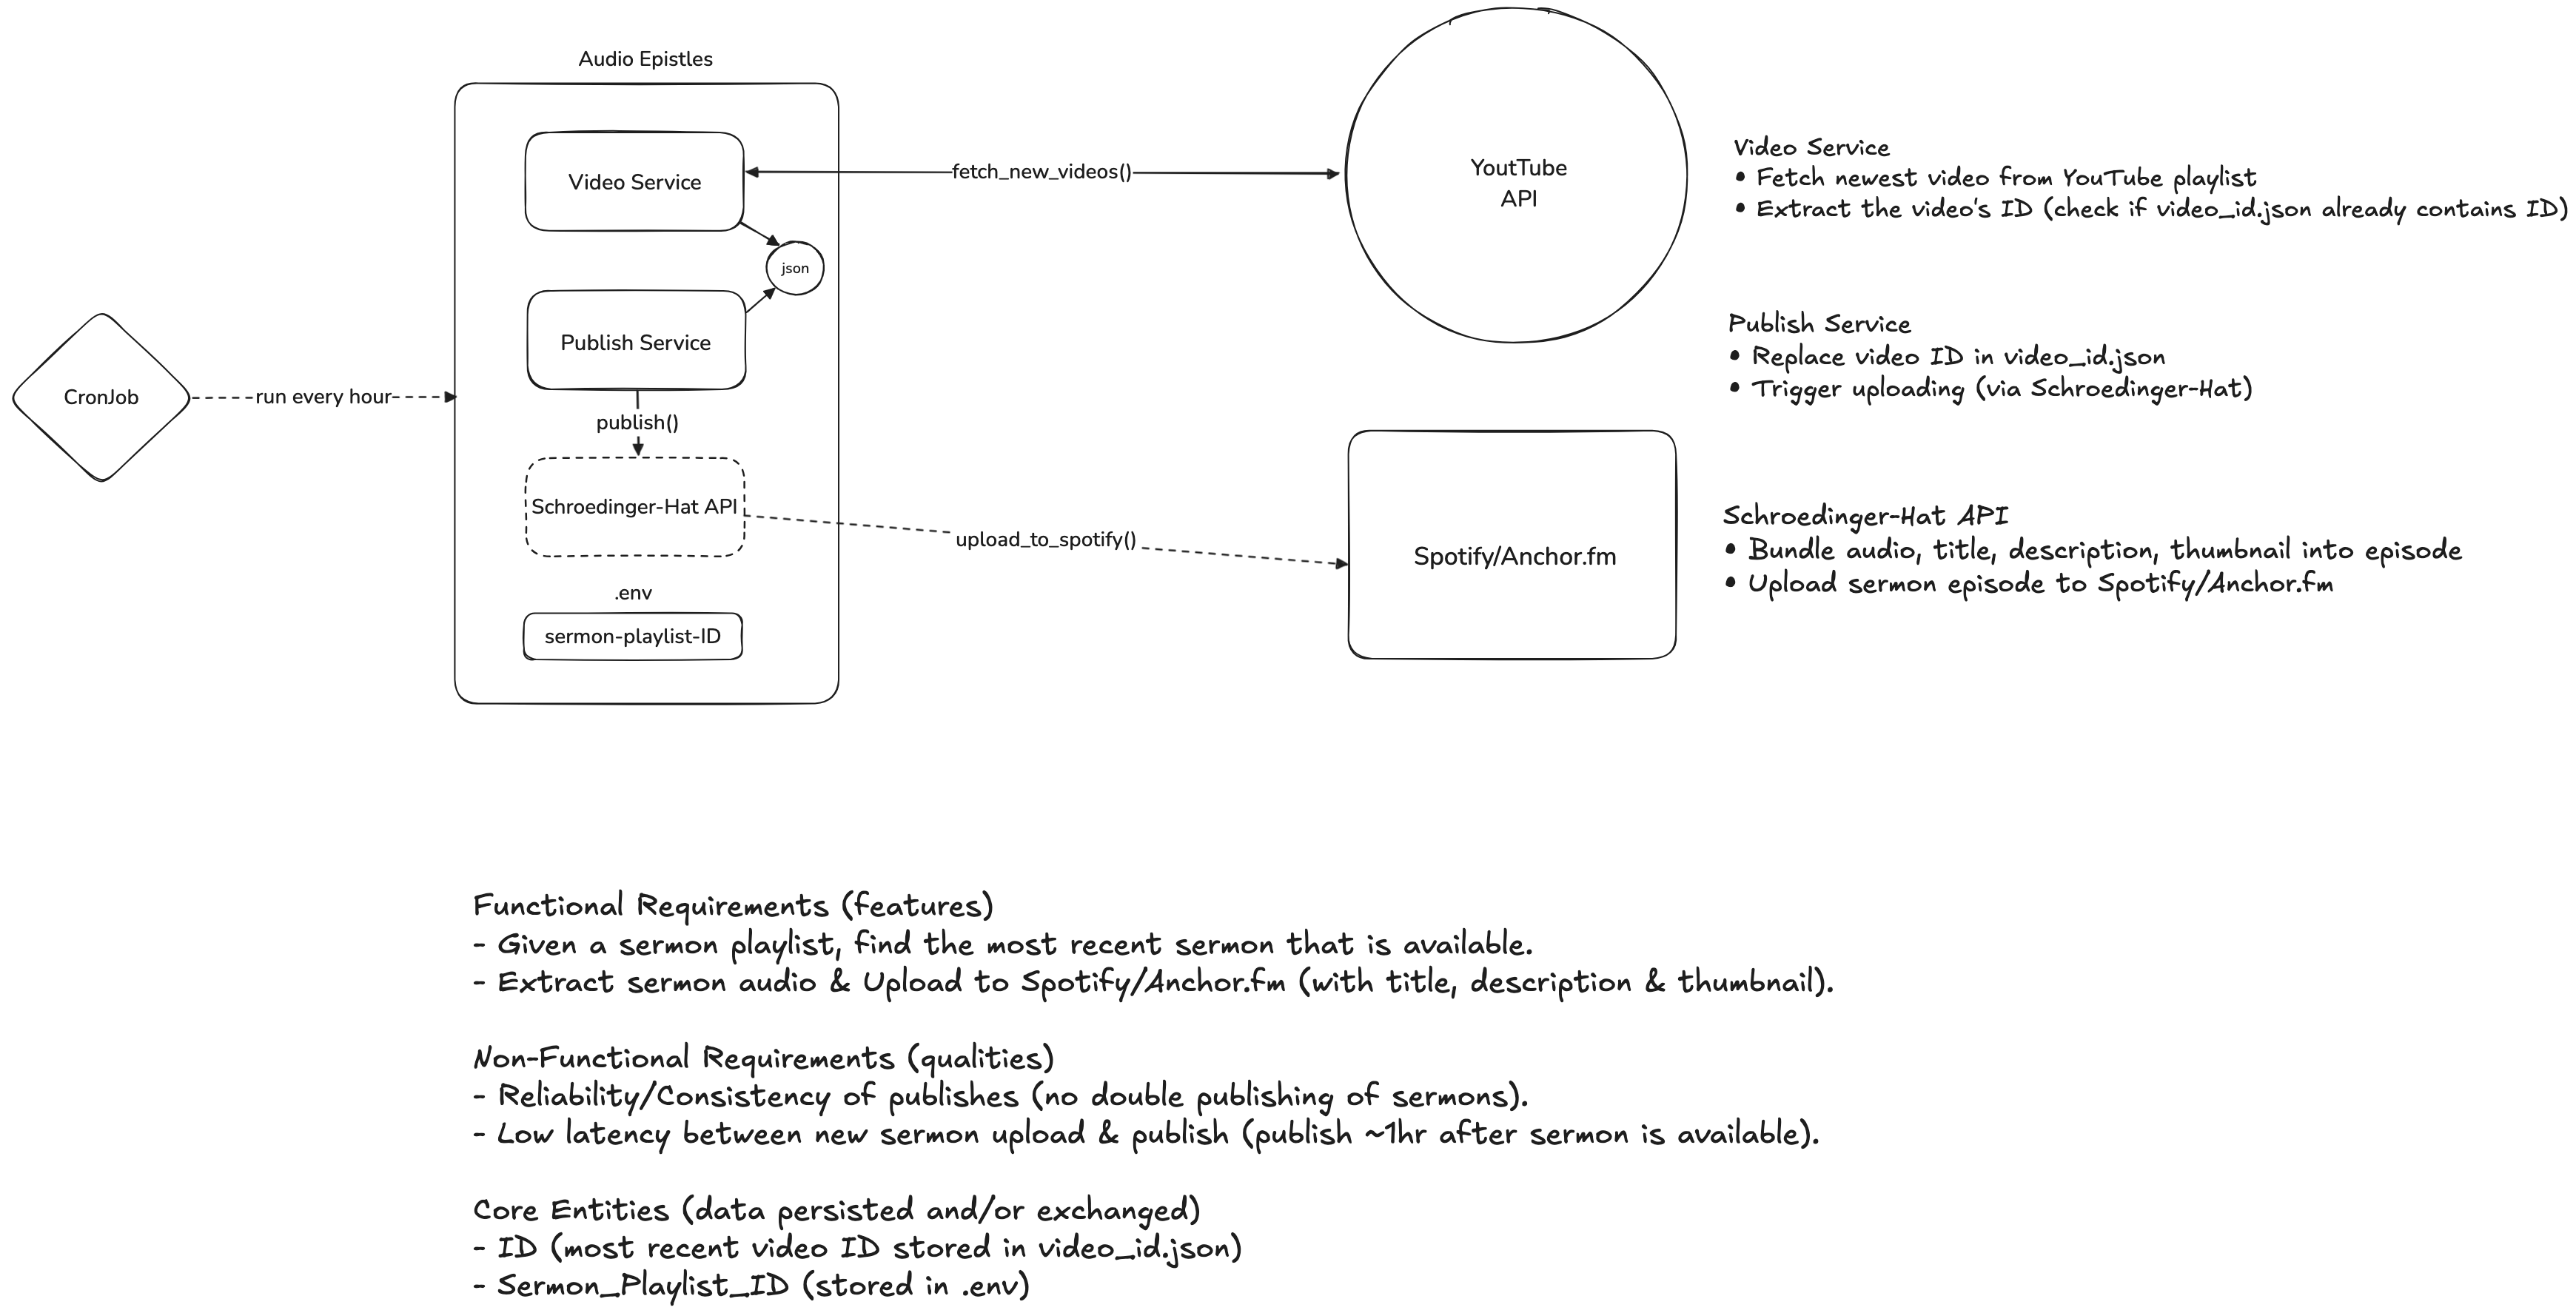 Audio Epistles
Video Service
fetch_new_videos()
YoutTube
API
json
Publish Service
CronJob
run every hour
publish()
Schroedinger-Hat API
upload_to_spotify()
Spotify/Anchor.fm
.env
sermon-playlist-ID
Video Service
• Fetch newest video from YouTube playlist
• Extract the video's ID (check if video_id.json already contains ID)
Publish Service
• Replace video ID in video_id.json
• Trigger uploading (via Schroedinger-Hat)
Schroedinger-Hat API
• Bundle audio, title, description, thumbnail into episode
• Upload sermon episode to Spotify/Anchor.fm
Functional Requirements (features)
- Given a sermon playlist, find the most recent sermon that is available.
- Extract sermon audio & Upload to Spotify/Anchor.fm (with title, description & thumbnail).
Non-Functional Requirements (qualities)
- Reliability/Consistency of publishes (no double publishing of sermons).
- Low latency between new sermon upload & publish (publish ~1hr after sermon is available).
Core Entities (data persisted and/or exchanged)
- ID (most recent video ID stored in video_id.json)
- Sermon_Playlist_ID (stored in .env)